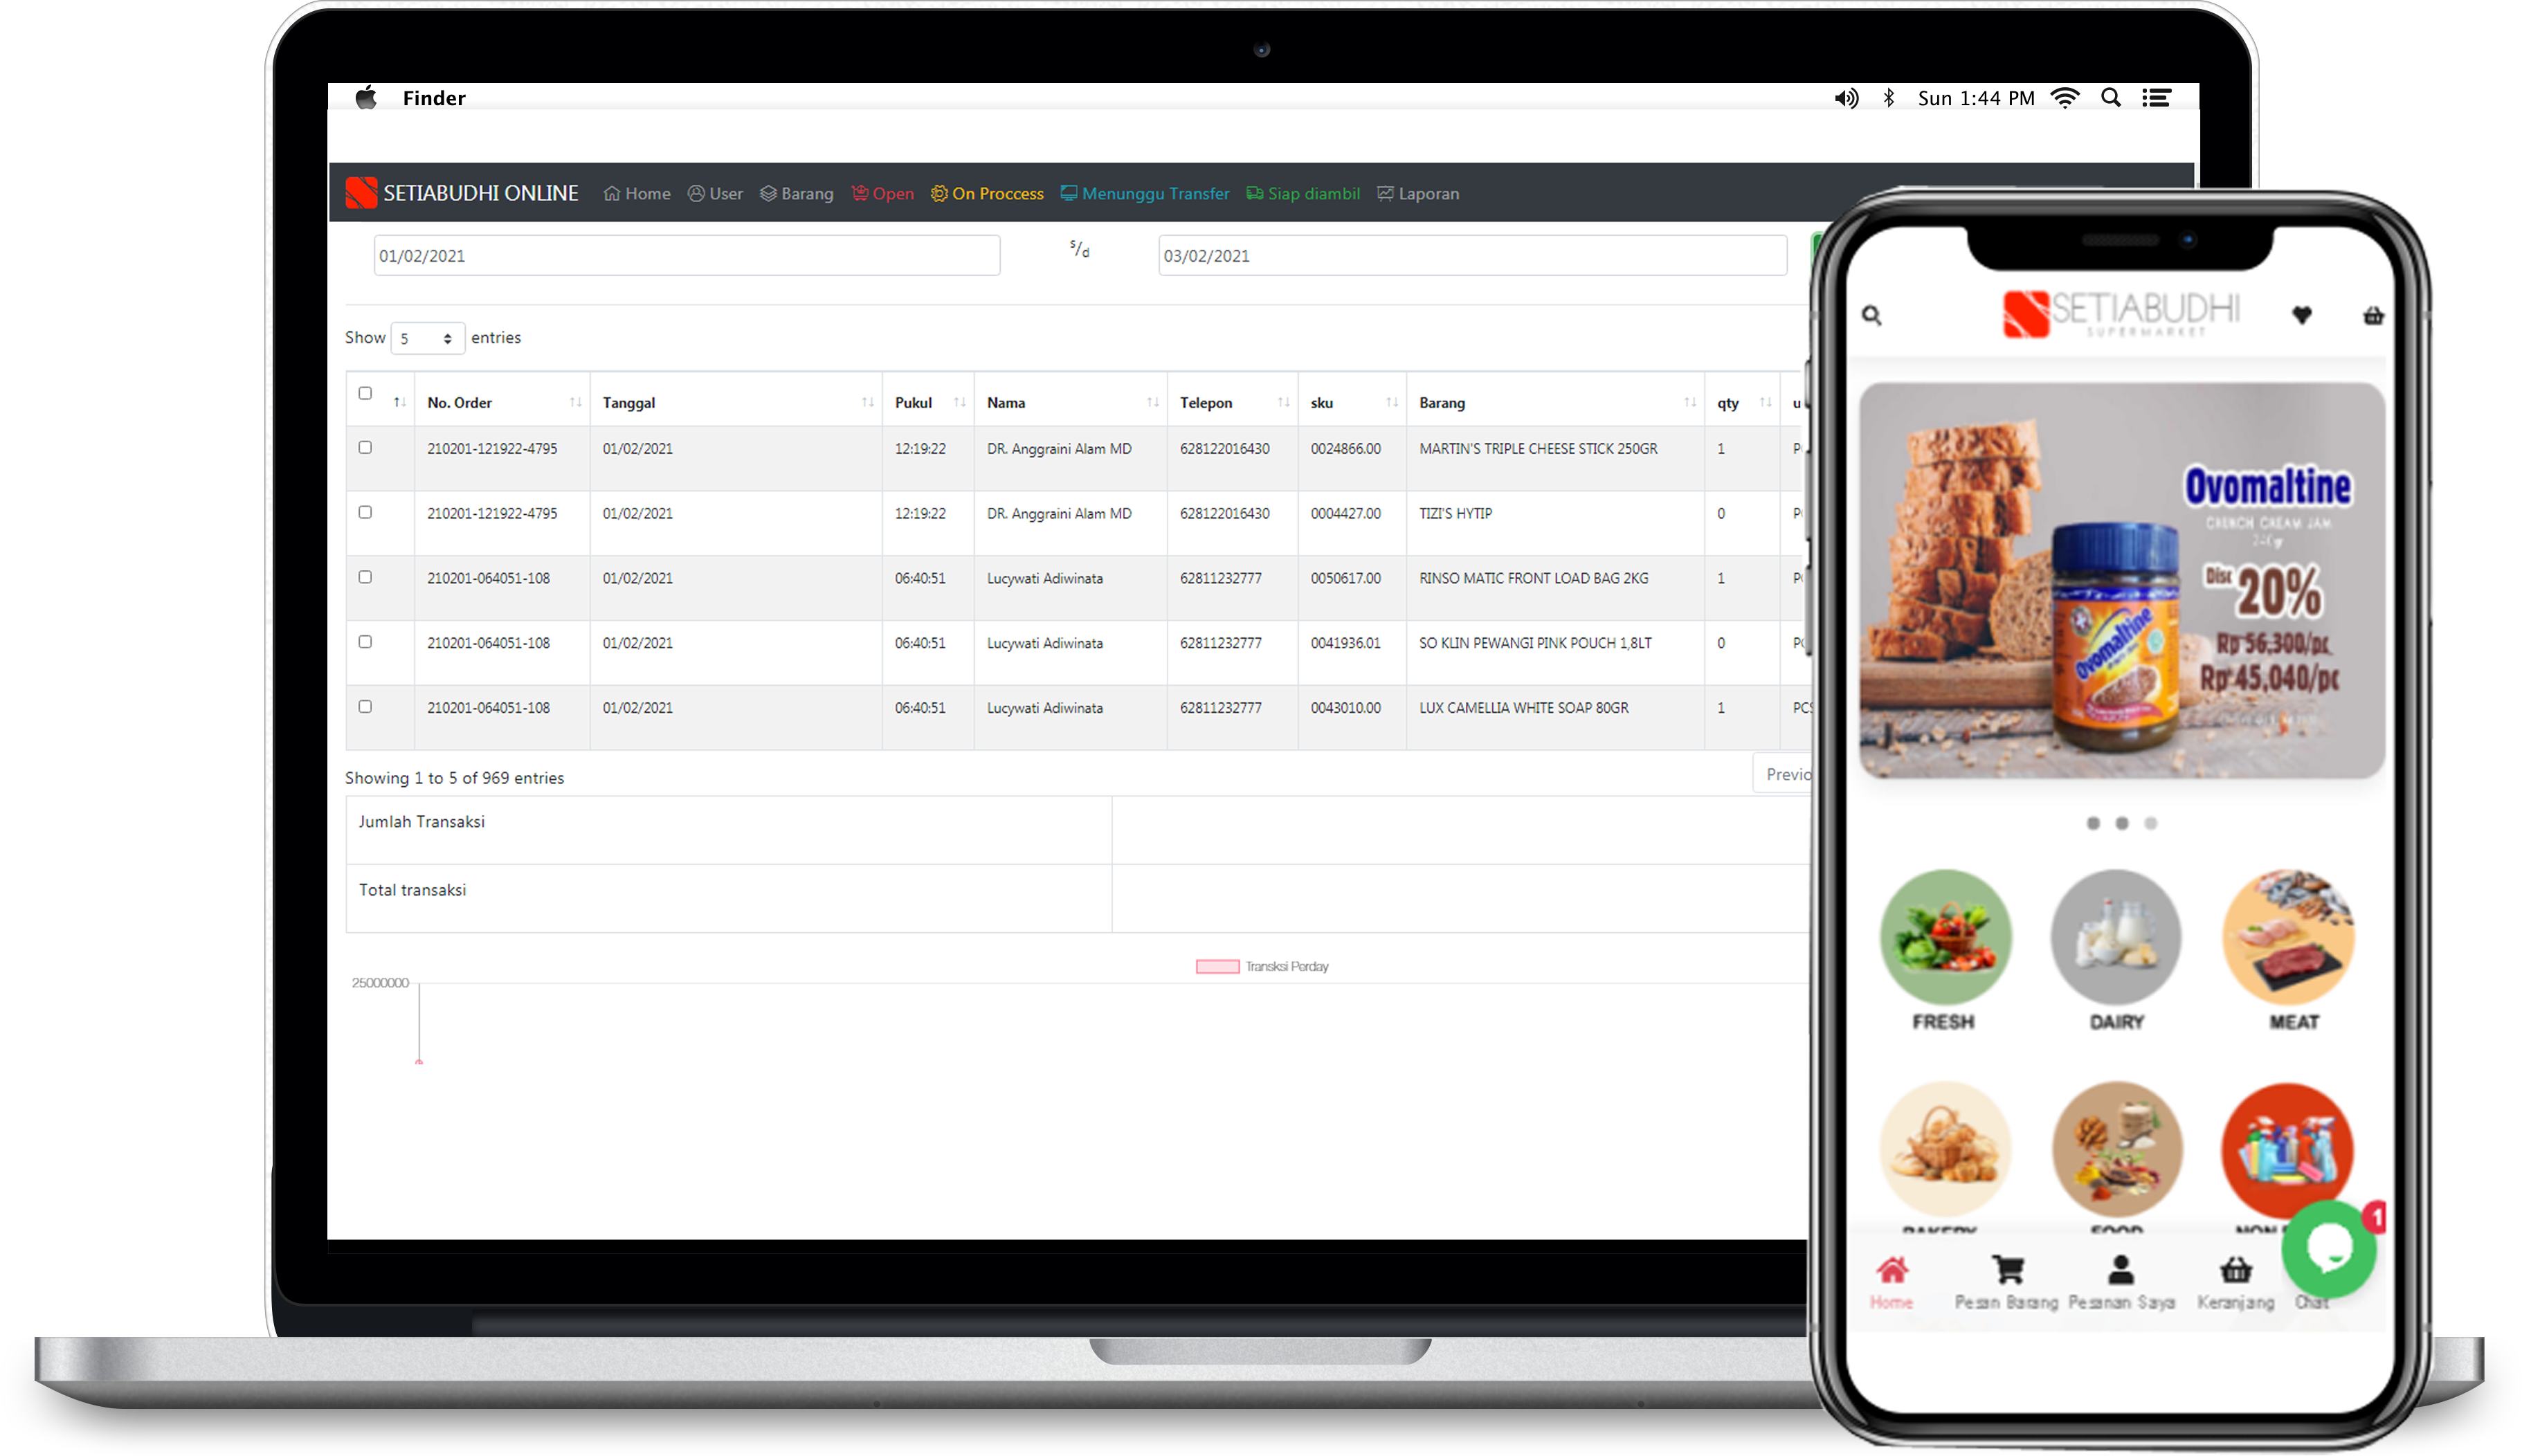 Finder
Sun 1:44 PM
SETIABUDHI ONLINE Home User Barang Open On Proccess Menunggu Transfer Siap diambil Laporan
01/02/2021 s/d 03/02/2021
Show 5 entries
No. Order Tanggal Pukul Nama Telepon sku Barang qty u
210201-121922-4795 01/02/2021 12:19:22 DR. Anggraini Alam MD 628122016430 0024866.00 MARTIN'S TRIPLE CHEESE STICK 250GR 1 P
210201-121922-4795 01/02/2021 12:19:22 DR. Anggraini Alam MD 628122016430 0004427.00 TIZI'S HYTIP 0 P
210201-064051-108 01/02/2021 06:40:51 Lucywati Adiwinata 62811232777 0050617.00 RINSO MATIC FRONT LOAD BAG 2KG 1 P
210201-064051-108 01/02/2021 06:40:51 Lucywati Adiwinata 62811232777 0041936.01 SO KLIN PEWANGI PINK POUCH 1,8LT 0 PC
210201-064051-108 01/02/2021 06:40:51 Lucywati Adiwinata 62811232777 0043010.00 LUX CAMELLIA WHITE SOAP 80GR 1 PCS
Showing 1 to 5 of 969 entries
Previo
Jumlah Transaksi
Total transaksi
Transksi Perday
25000000
SETIABUDHI
SUPERMARKET
Ovomaltine
CRUNCH CREAM JAM
Disc 20%
Rp 56,300/pc
Rp 45,040/pc
Ovomaltine
FRESH DAIRY MEAT
BAKERY FOOD NON
1
Home Pesan Barang Pesanan Saya Keranjang Chat